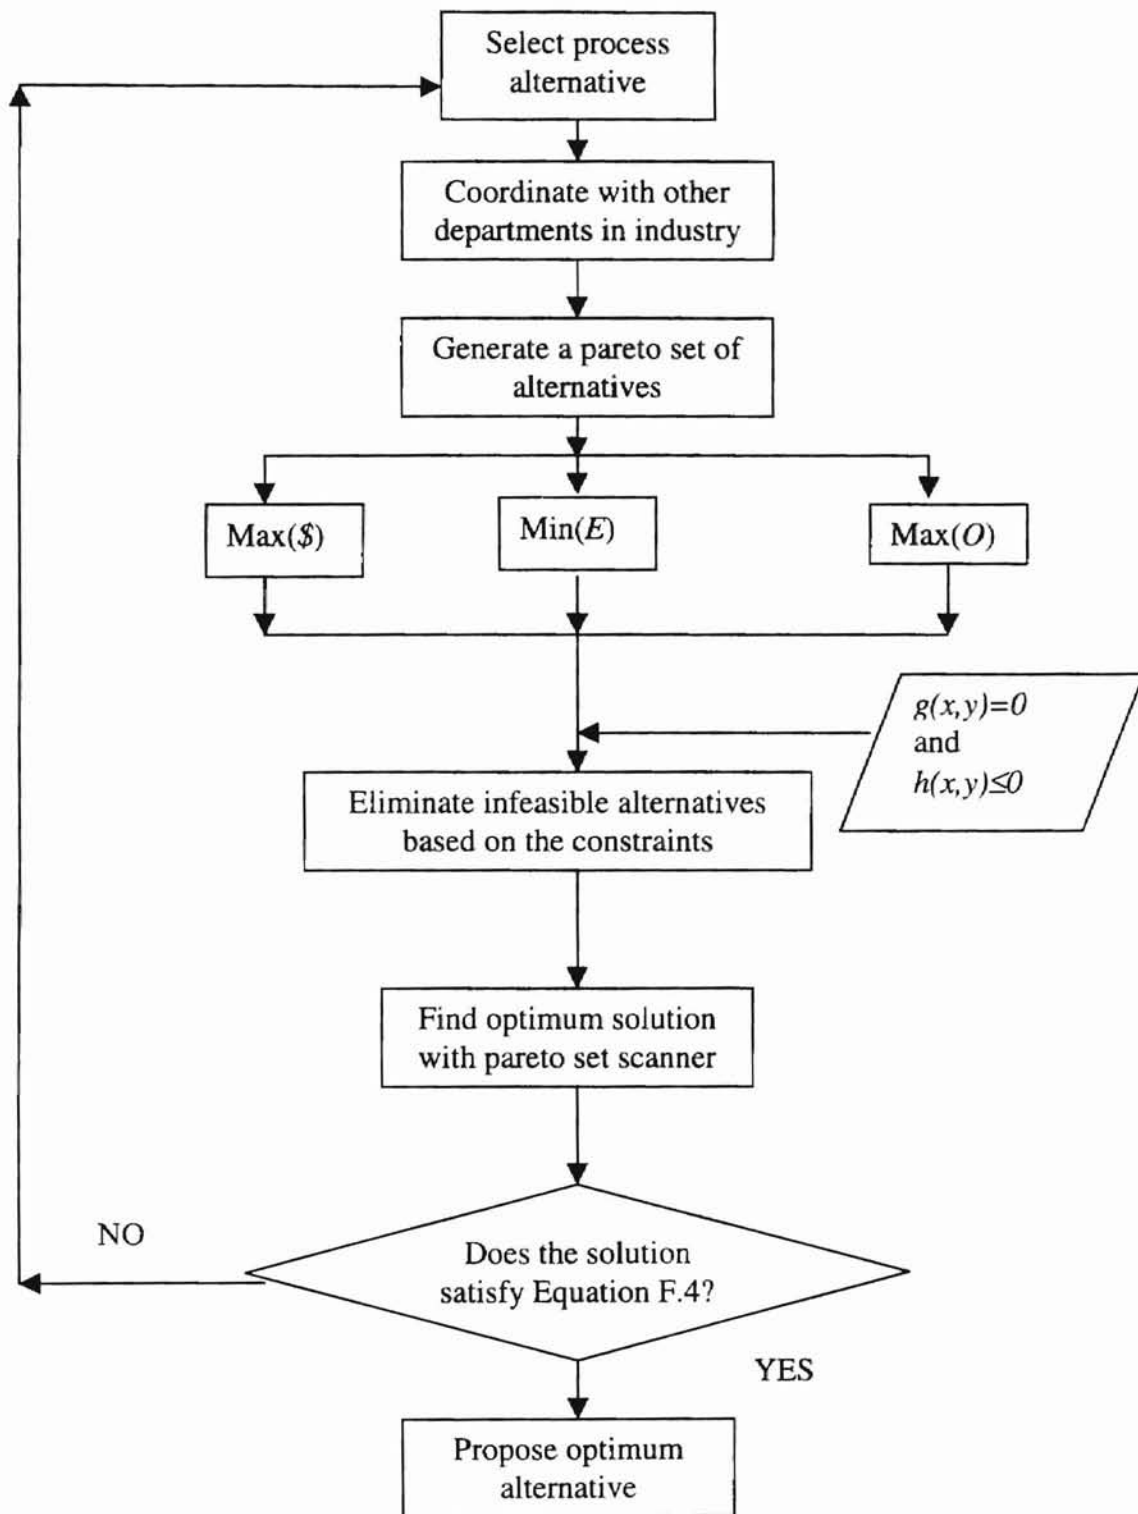 Select process
alternative
Coordinate with other
departments in industry
Generate a pareto set of
alternatives
Max($)
Min(E)
Max(O)
g(x,y)=0
and
h(x,y)≤0
Eliminate infeasible alternatives
based on the constraints
Find optimum solution
with pareto set scanner
NO
Does the solution
satisfy Equation F.4?
YES
Propose optimum
alternative